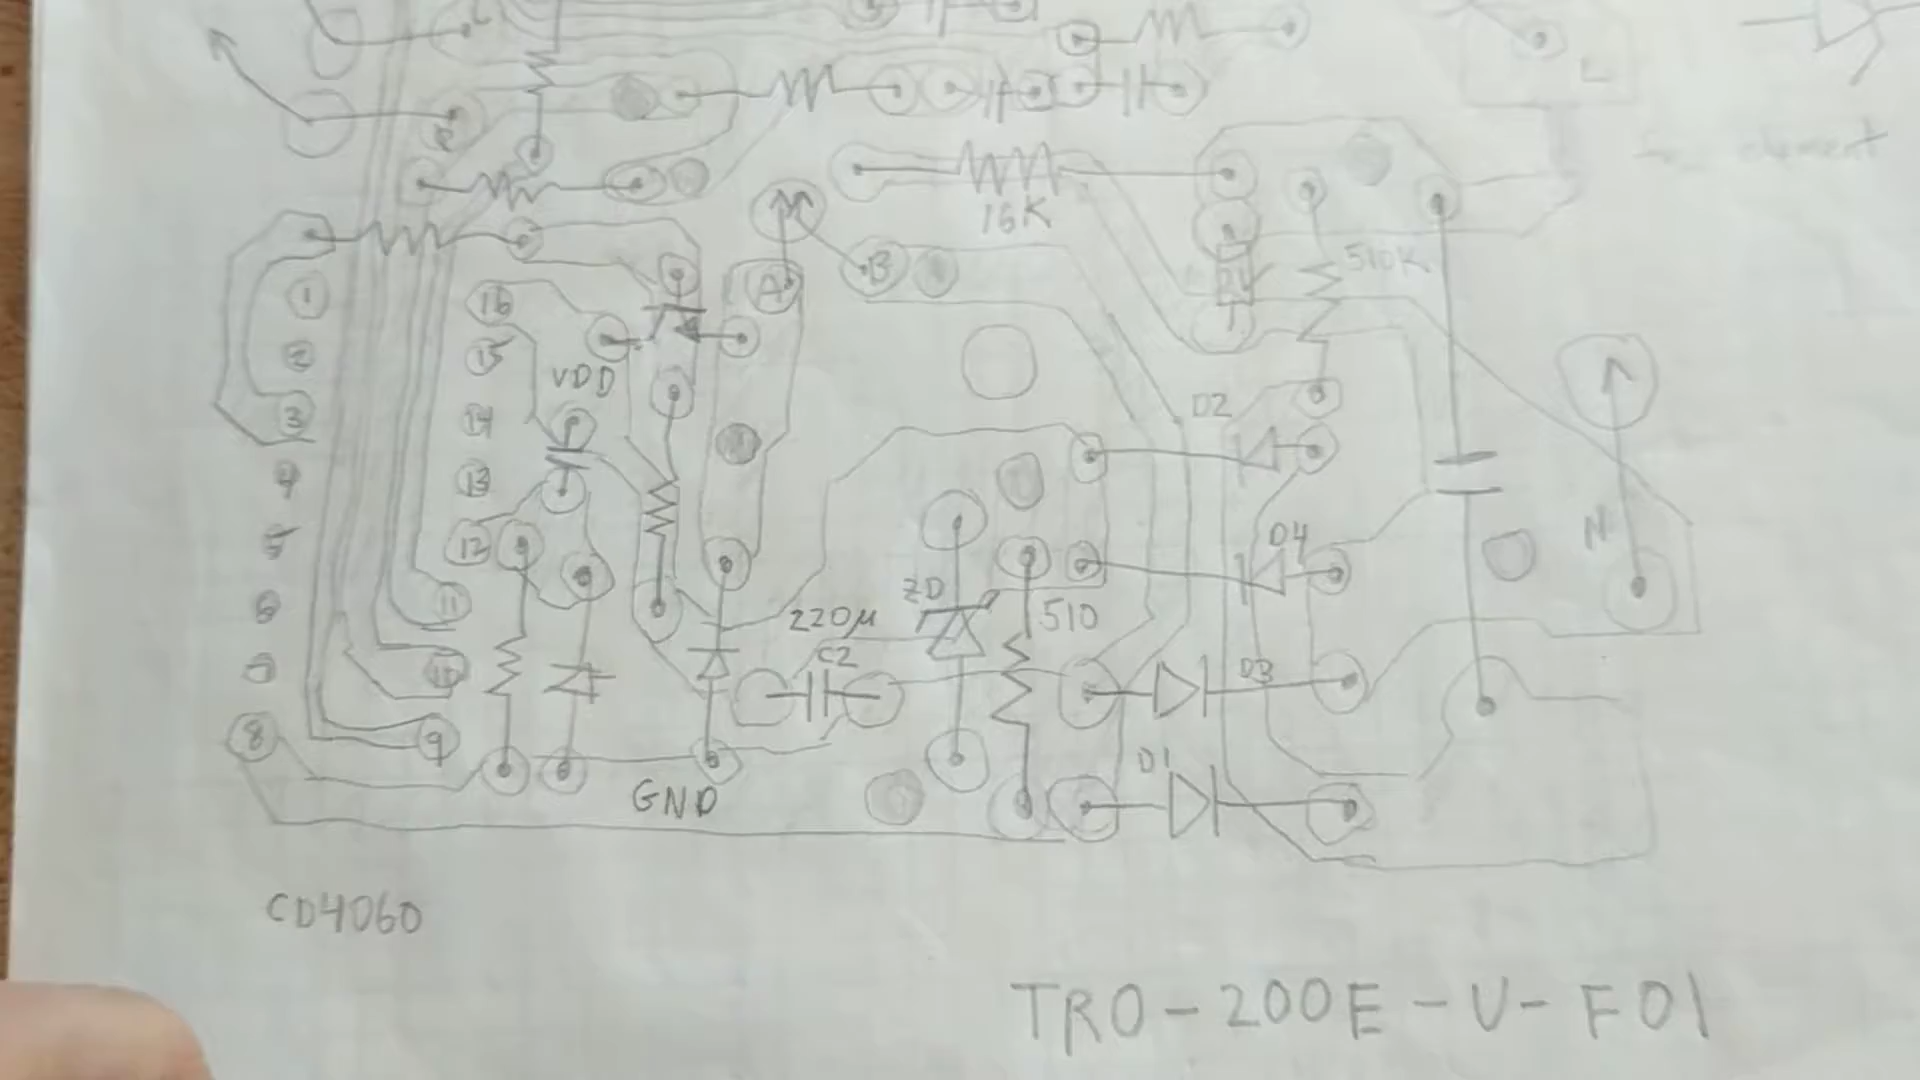 L
L
R
element
16K
510K
A
B
1
16
2
15
VDD
3
14
D2
4
13
N
5
12
D4
ZD
6
11
220μ
510
C2
7
10
D3
8
9
D1
GND
CD4060
TRO-200E-V-F01